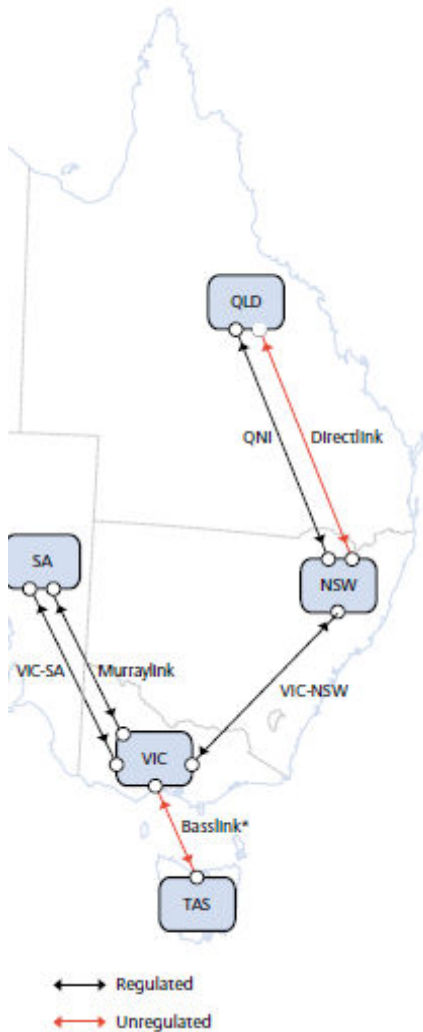 QLD
QNI
Directlink
SA
NSW
VIC-SA
Murraylink
VIC-NSW
VIC
Basslink*
TAS
Regulated
Unregulated